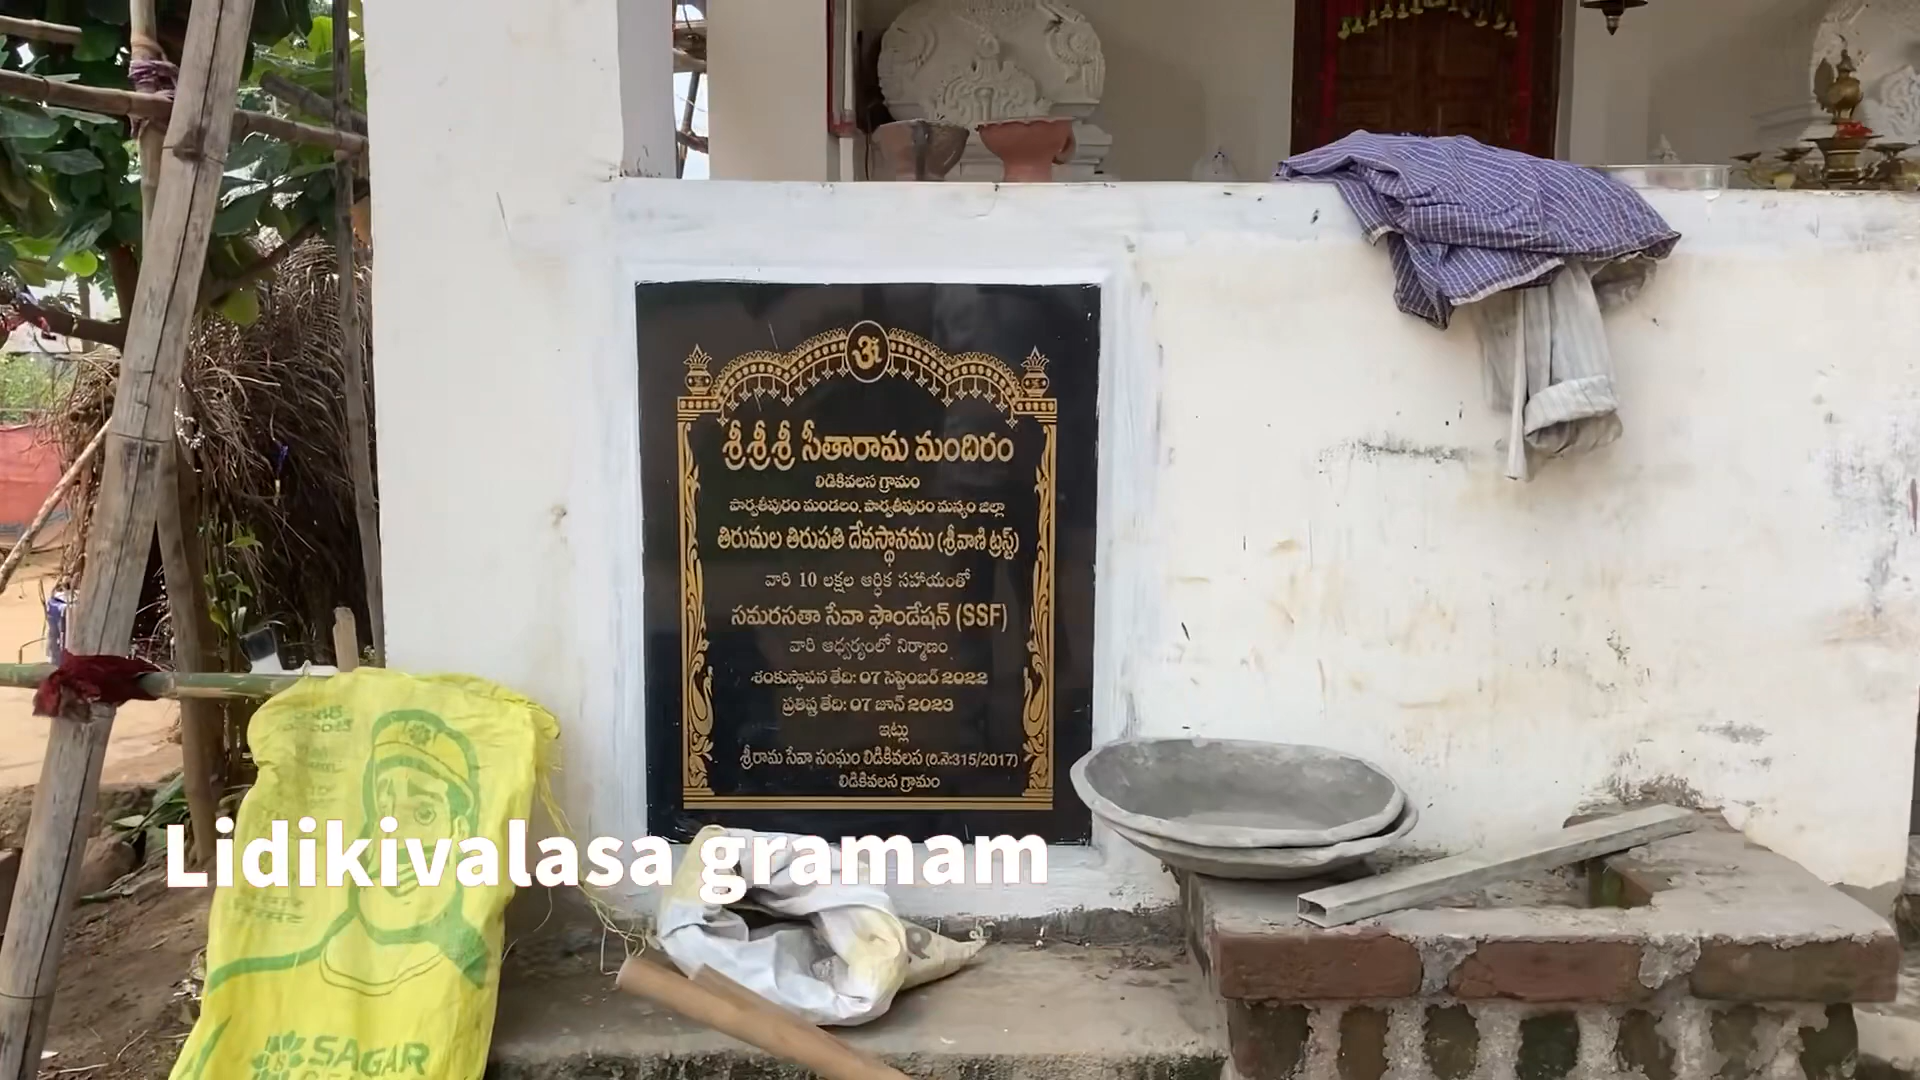 ॐ
శ్రీశ్రీశ్రీ సీతారామ మందిరం
లిడికివలస గ్రామం
పార్వతీపురం మండలం, పార్వతీపురం మన్యం జిల్లా
తిరుమల తిరుపతి దేవస్థానము (శ్రీవాణి ట్రస్ట్)
వారి 10 లక్షల ఆర్ధిక సహాయంతో
సమరసతా సేవా ఫౌండేషన్ (SSF)
వారి ఆధ్వర్యంలో నిర్మాణం
శంకుస్థాపన తేది: 07 సెప్టెంబర్ 2022
ప్రతిష్ఠ తేది: 07 జూన్ 2023
ఇట్లు
శ్రీరామ సేవా సంఘం లిడికివలస (రి.నె:315/2017)
లిడికివలస గ్రామం
Lidikivalasa gramam
SAGAR